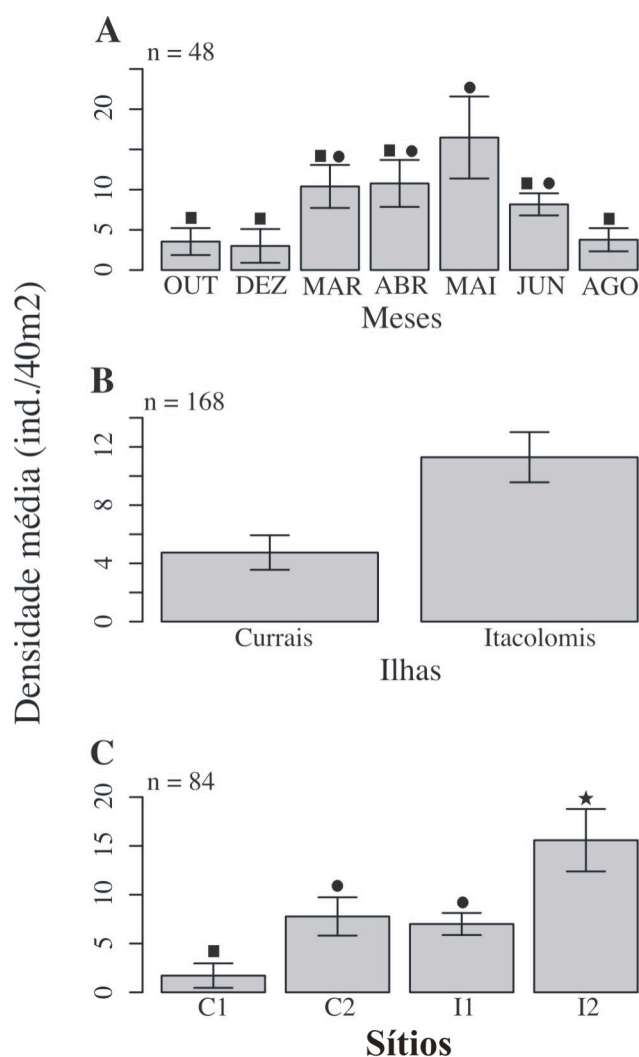 Densidade média (ind./40m2)
A
n = 48
20
10
5
0
OUT DEZ MAR ABR MAI JUN AGO
Meses
B
n = 168
12
8
4
0
Currais Itacolomis
Ilhas
C
n = 84
20
15
10
5
0
C1 C2 I1 I2
Sítios